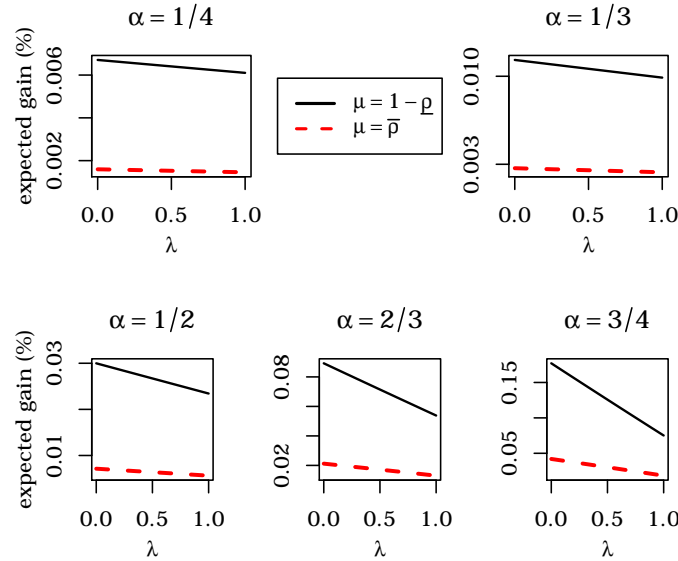 α = 1/4
expected gain (%)
0.006
0.002
0.0 0.5 1.0
λ
μ = 1 − ρ
μ = ρ
α = 1/3
0.010
0.003
0.0 0.5 1.0
λ
α = 1/2
expected gain (%)
0.03
0.01
0.0 0.5 1.0
λ
α = 2/3
0.08
0.02
0.0 0.5 1.0
λ
α = 3/4
0.15
0.05
0.0 0.5 1.0
λ